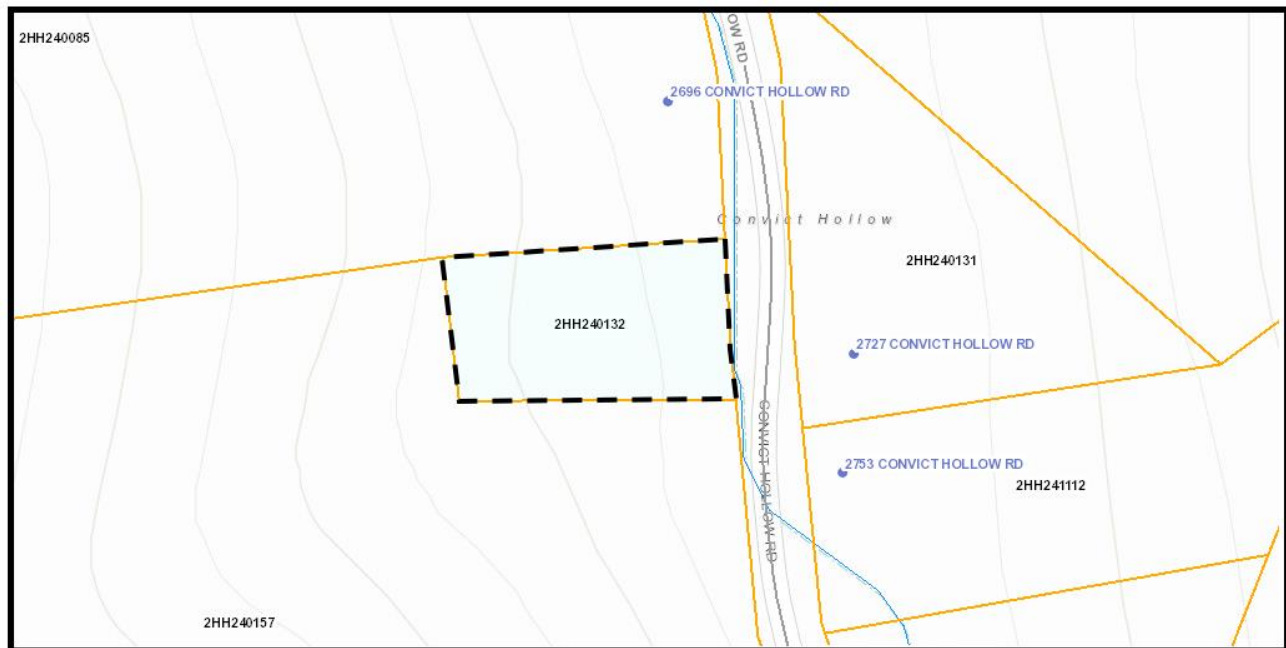 2HH240085
OW RD
2696 CONVICT HOLLOW RD
Convict Hollow
2HH240131
2HH240132
2727 CONVICT HOLLOW RD
CONVICT HOLLOW RD
2753 CONVICT HOLLOW RD
2HH241112
2HH240157